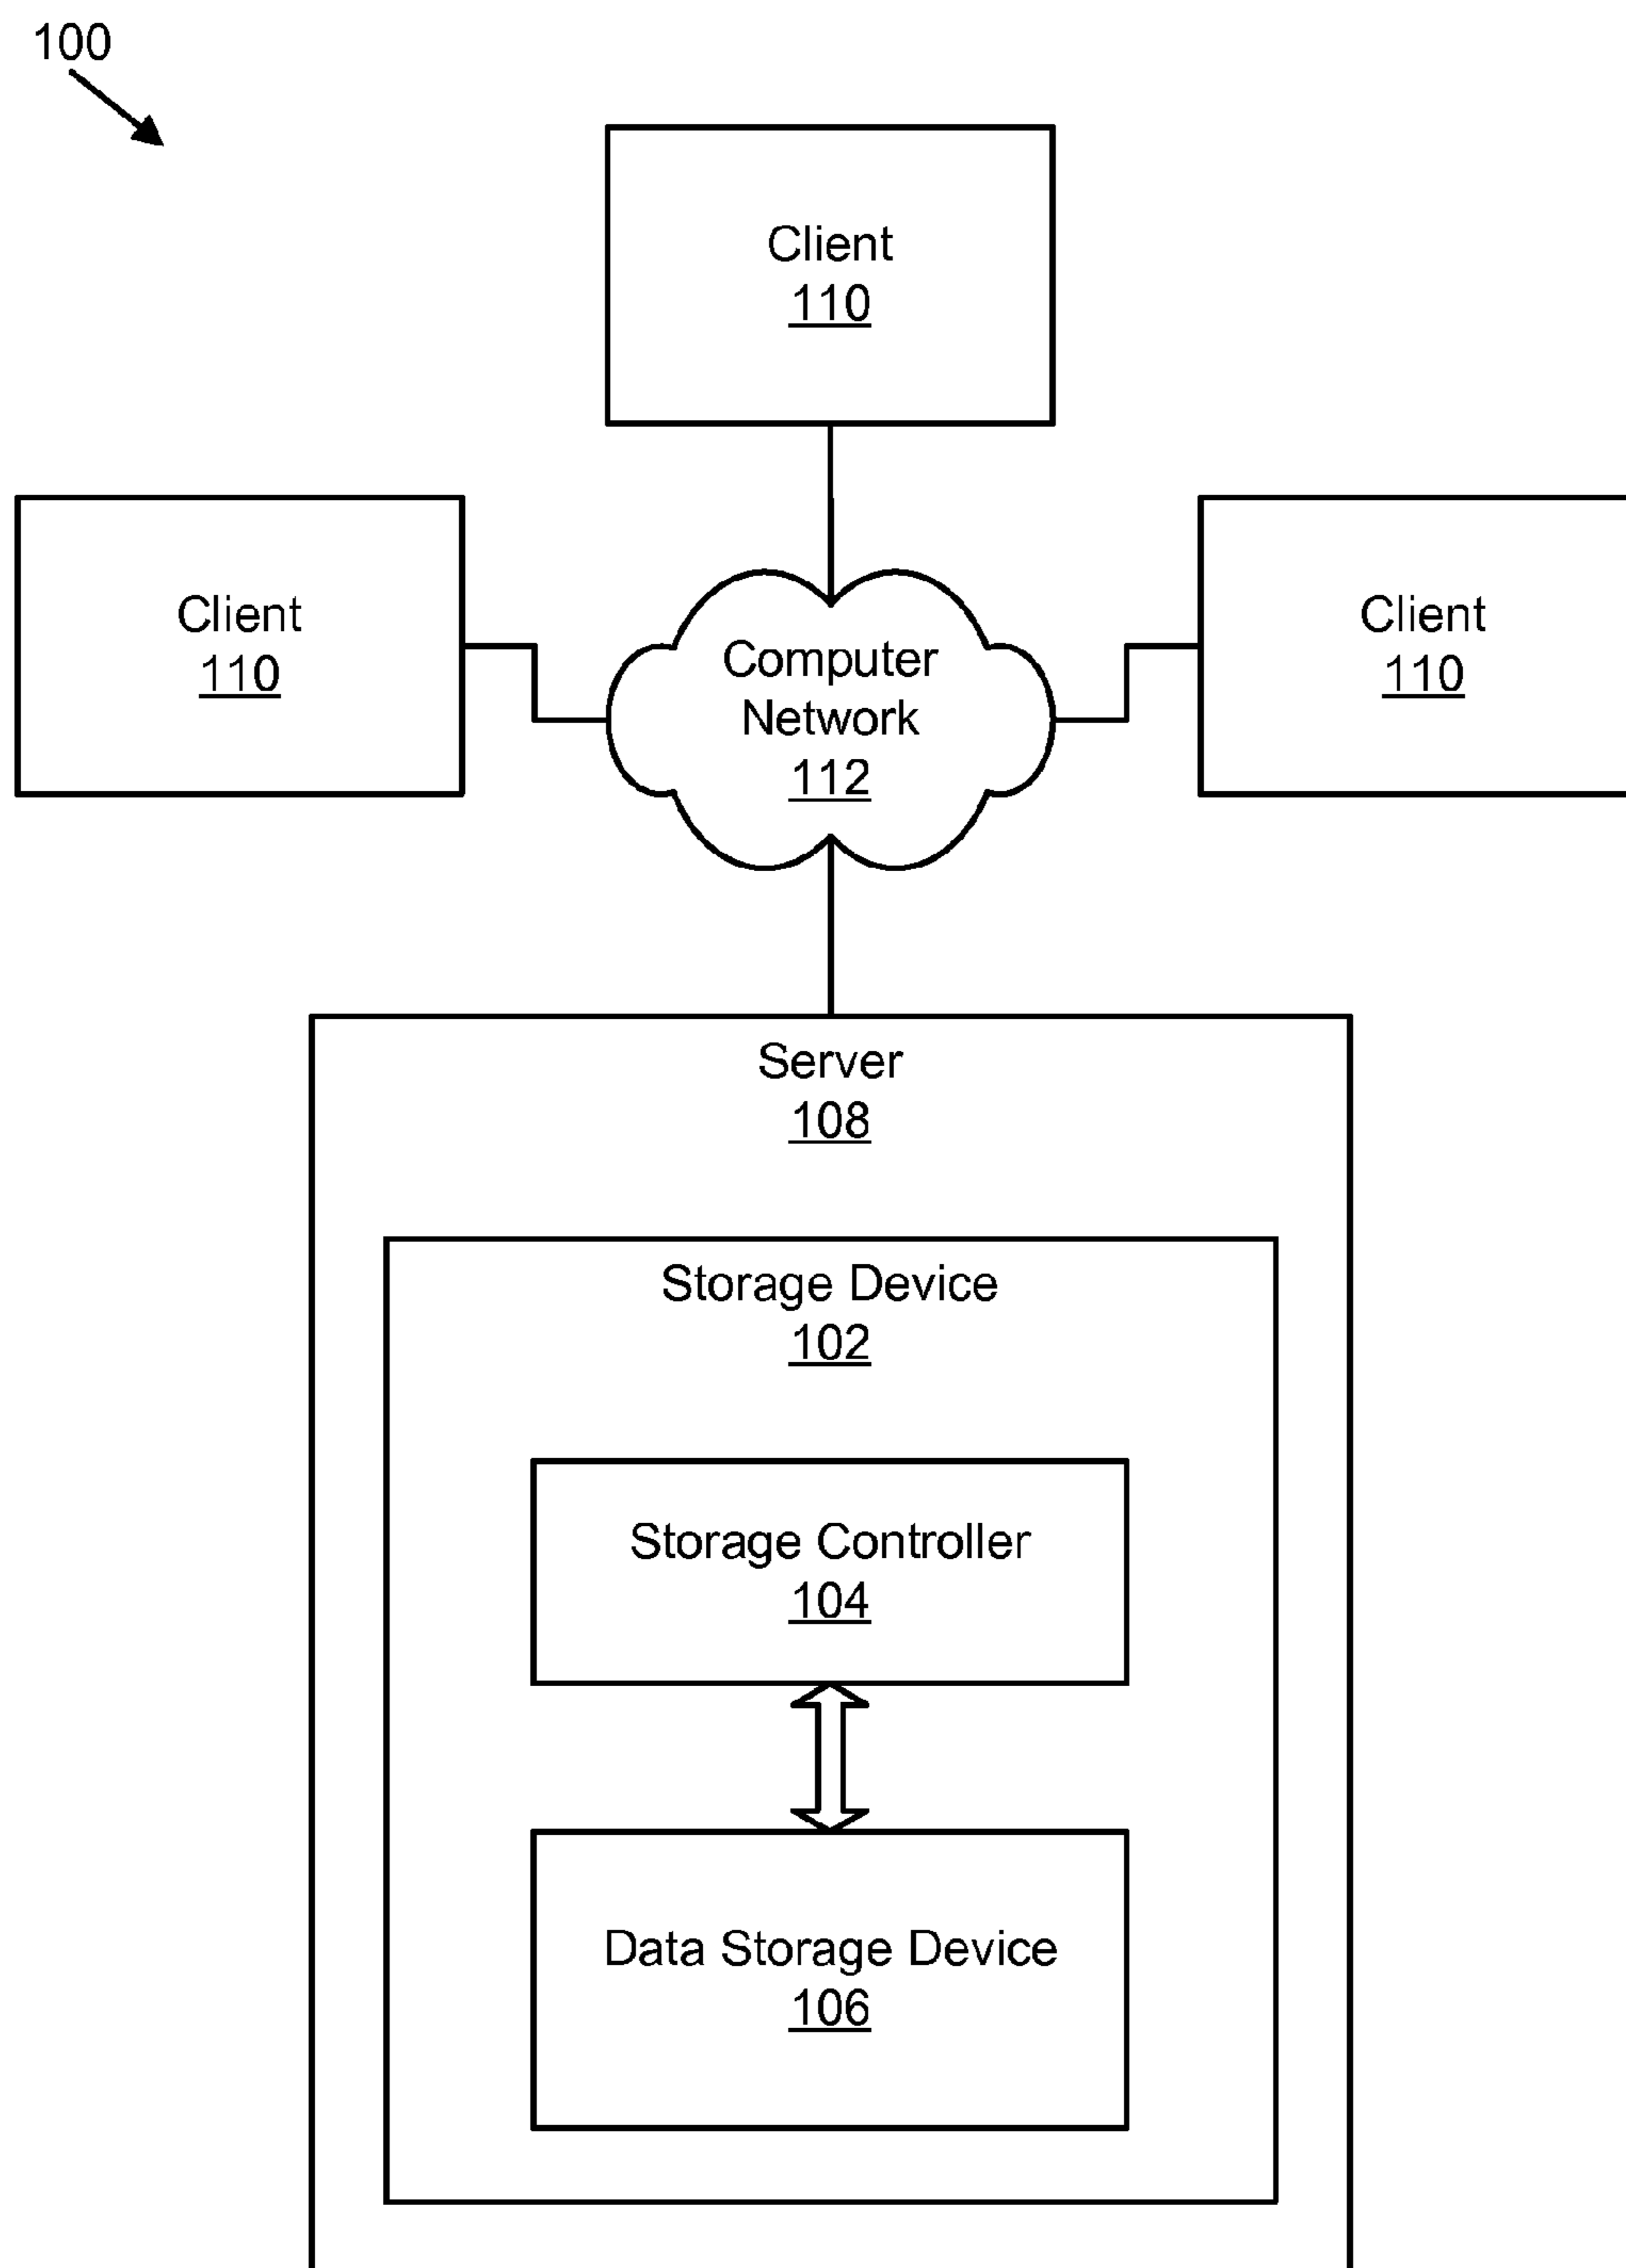 100
Client
110
Client
110
Client
110
Computer
Network
112
Server
108
Storage Device
102
Storage Controller
104
Data Storage Device
106